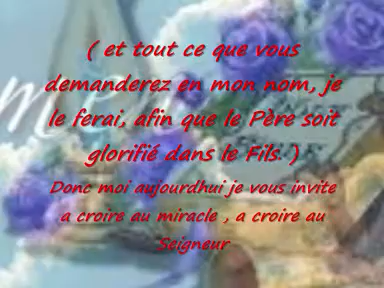 ( et tout ce que vous
demanderez en mon nom, je
le ferai, afin que le Père soit
glorifié dans le Fils. )
Donc moi aujourdhui je vous invite
a croire au miracle , a croire au
Seigneur